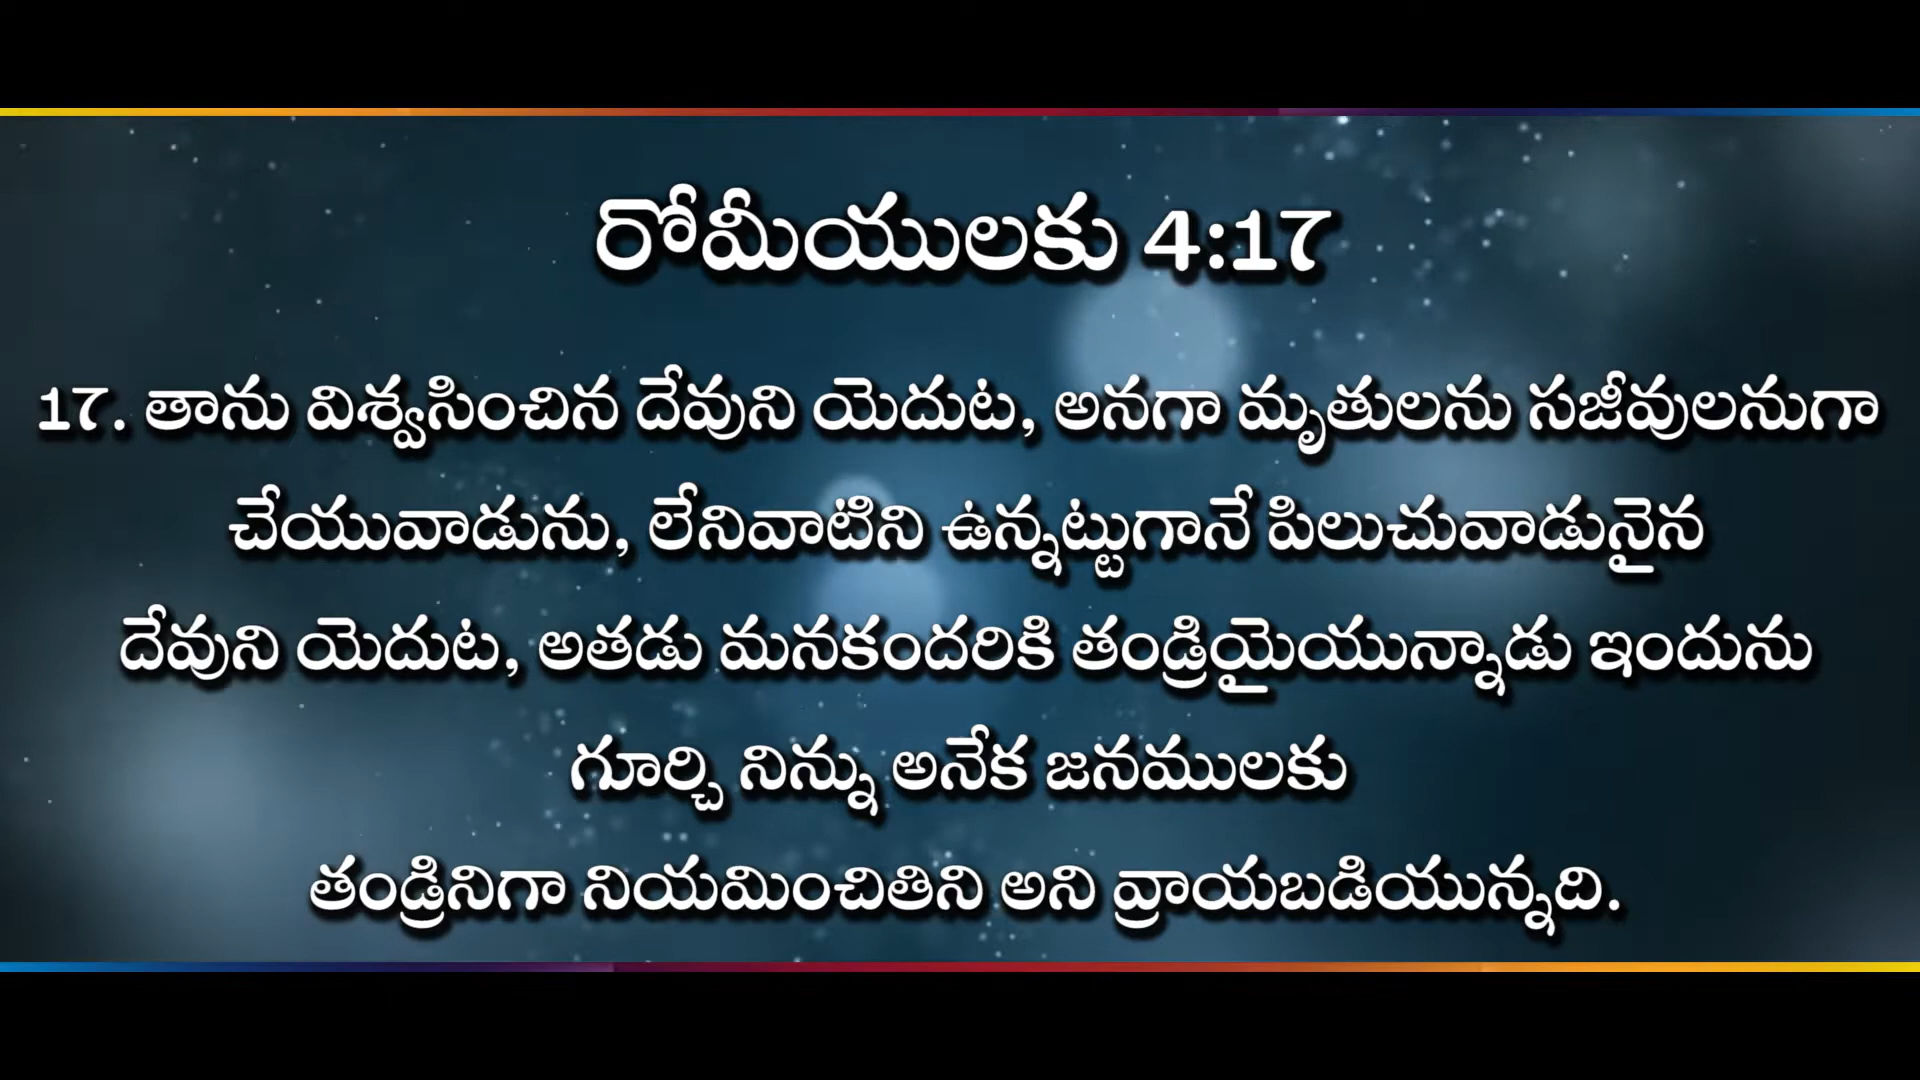 రోమీయులకు 4:17
17. తాను విశ్వసించిన దేవుని యెదుట, అనగా మృతులను సజీవులనుగా
చేయువాడును, లేనివాటిని ఉన్నట్టుగానే పిలుచువాడునైన
దేవుని యెదుట, అతడు మనకందరికి తండ్రియైయున్నాడు ఇందును
గూర్చి నిన్ను అనేక జనములకు
తండ్రినిగా నియమించితిని అని వ్రాయబడియున్నది.